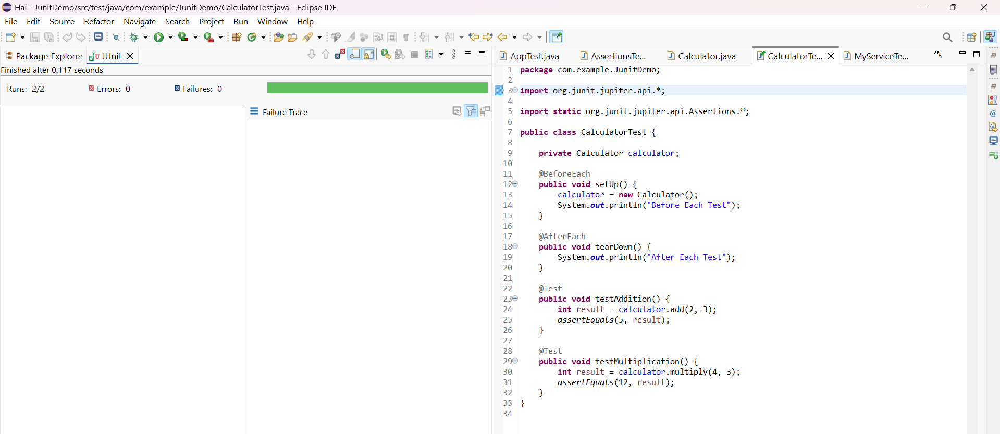 Hai - JunitDemo/src/test/java/com/example/JunitDemo/CalculatorTest.java - Eclipse IDE
File Edit Source Refactor Navigate Search Project Run Window Help
Package Explorer JUnit
Finished after 0.117 seconds
Runs: 2/2 Errors: 0 Failures: 0
Failure Trace
AppTest.java AssertionsTe... Calculator.java CalculatorTe... MyServiceTe... »5
1 package com.example.JunitDemo;
2
3 import org.junit.jupiter.api.*;
4
5 import static org.junit.jupiter.api.Assertions.*;
6
7 public class CalculatorTest {
8
9     private Calculator calculator;
10
11     @BeforeEach
12     public void setUp() {
13         calculator = new Calculator();
14         System.out.println("Before Each Test");
15     }
16
17     @AfterEach
18     public void tearDown() {
19         System.out.println("After Each Test");
20     }
21
22     @Test
23     public void testAddition() {
24         int result = calculator.add(2, 3);
25         assertEquals(5, result);
26     }
27
28     @Test
29     public void testMultiplication() {
30         int result = calculator.multiply(4, 3);
31         assertEquals(12, result);
32     }
33 }
34